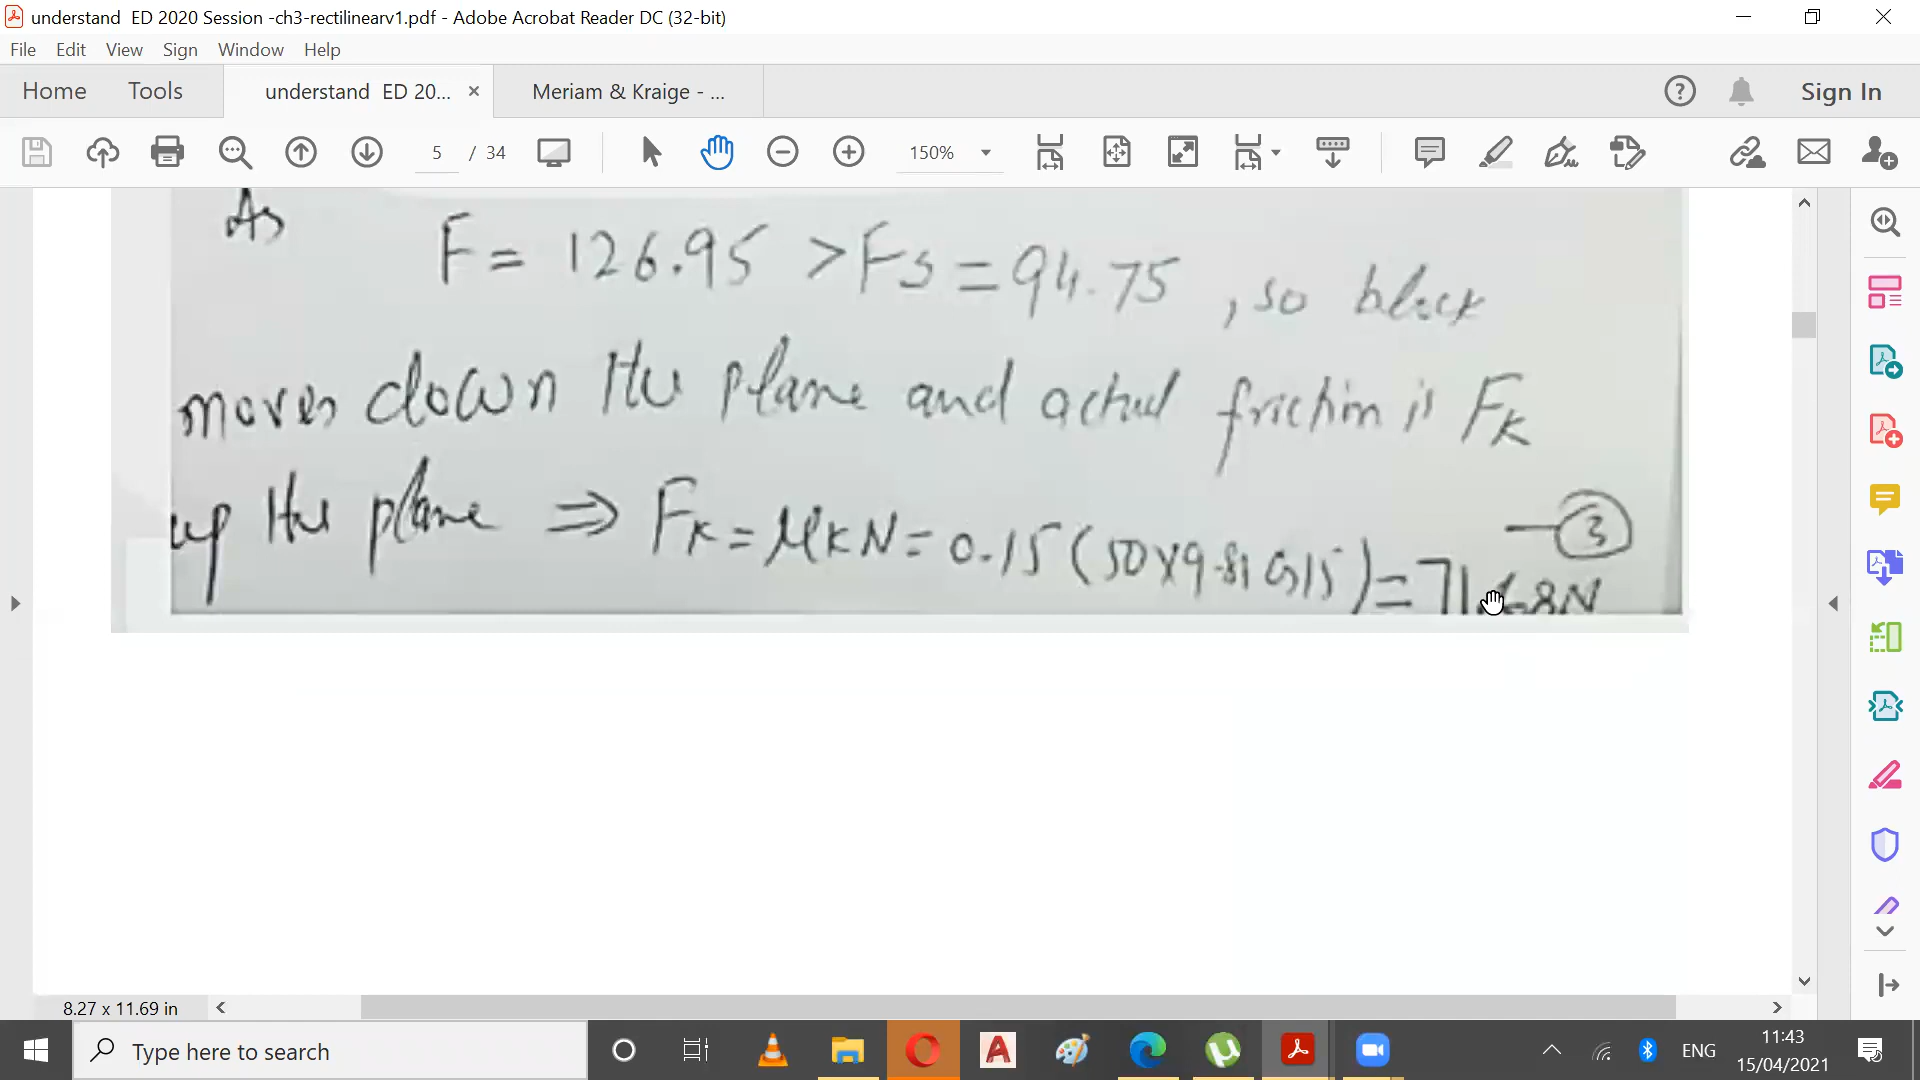 understand ED 2020 Session -ch3-rectilinearv1.pdf - Adobe Acrobat Reader DC (32-bit)
File Edit View Sign Window Help
Home Tools understand ED 20... × Meriam & Kraige - ... Sign In
5 / 34 150%
As
F = 126.95 > Fs = 94.75 , so block
moves down the plane and actual friction is FK
up the plane ⇒ FK = μK N = 0.15 (50×9.81 G15) = 71.68N
3
8.27 x 11.69 in
Type here to search
ENG
11:43
15/04/2021